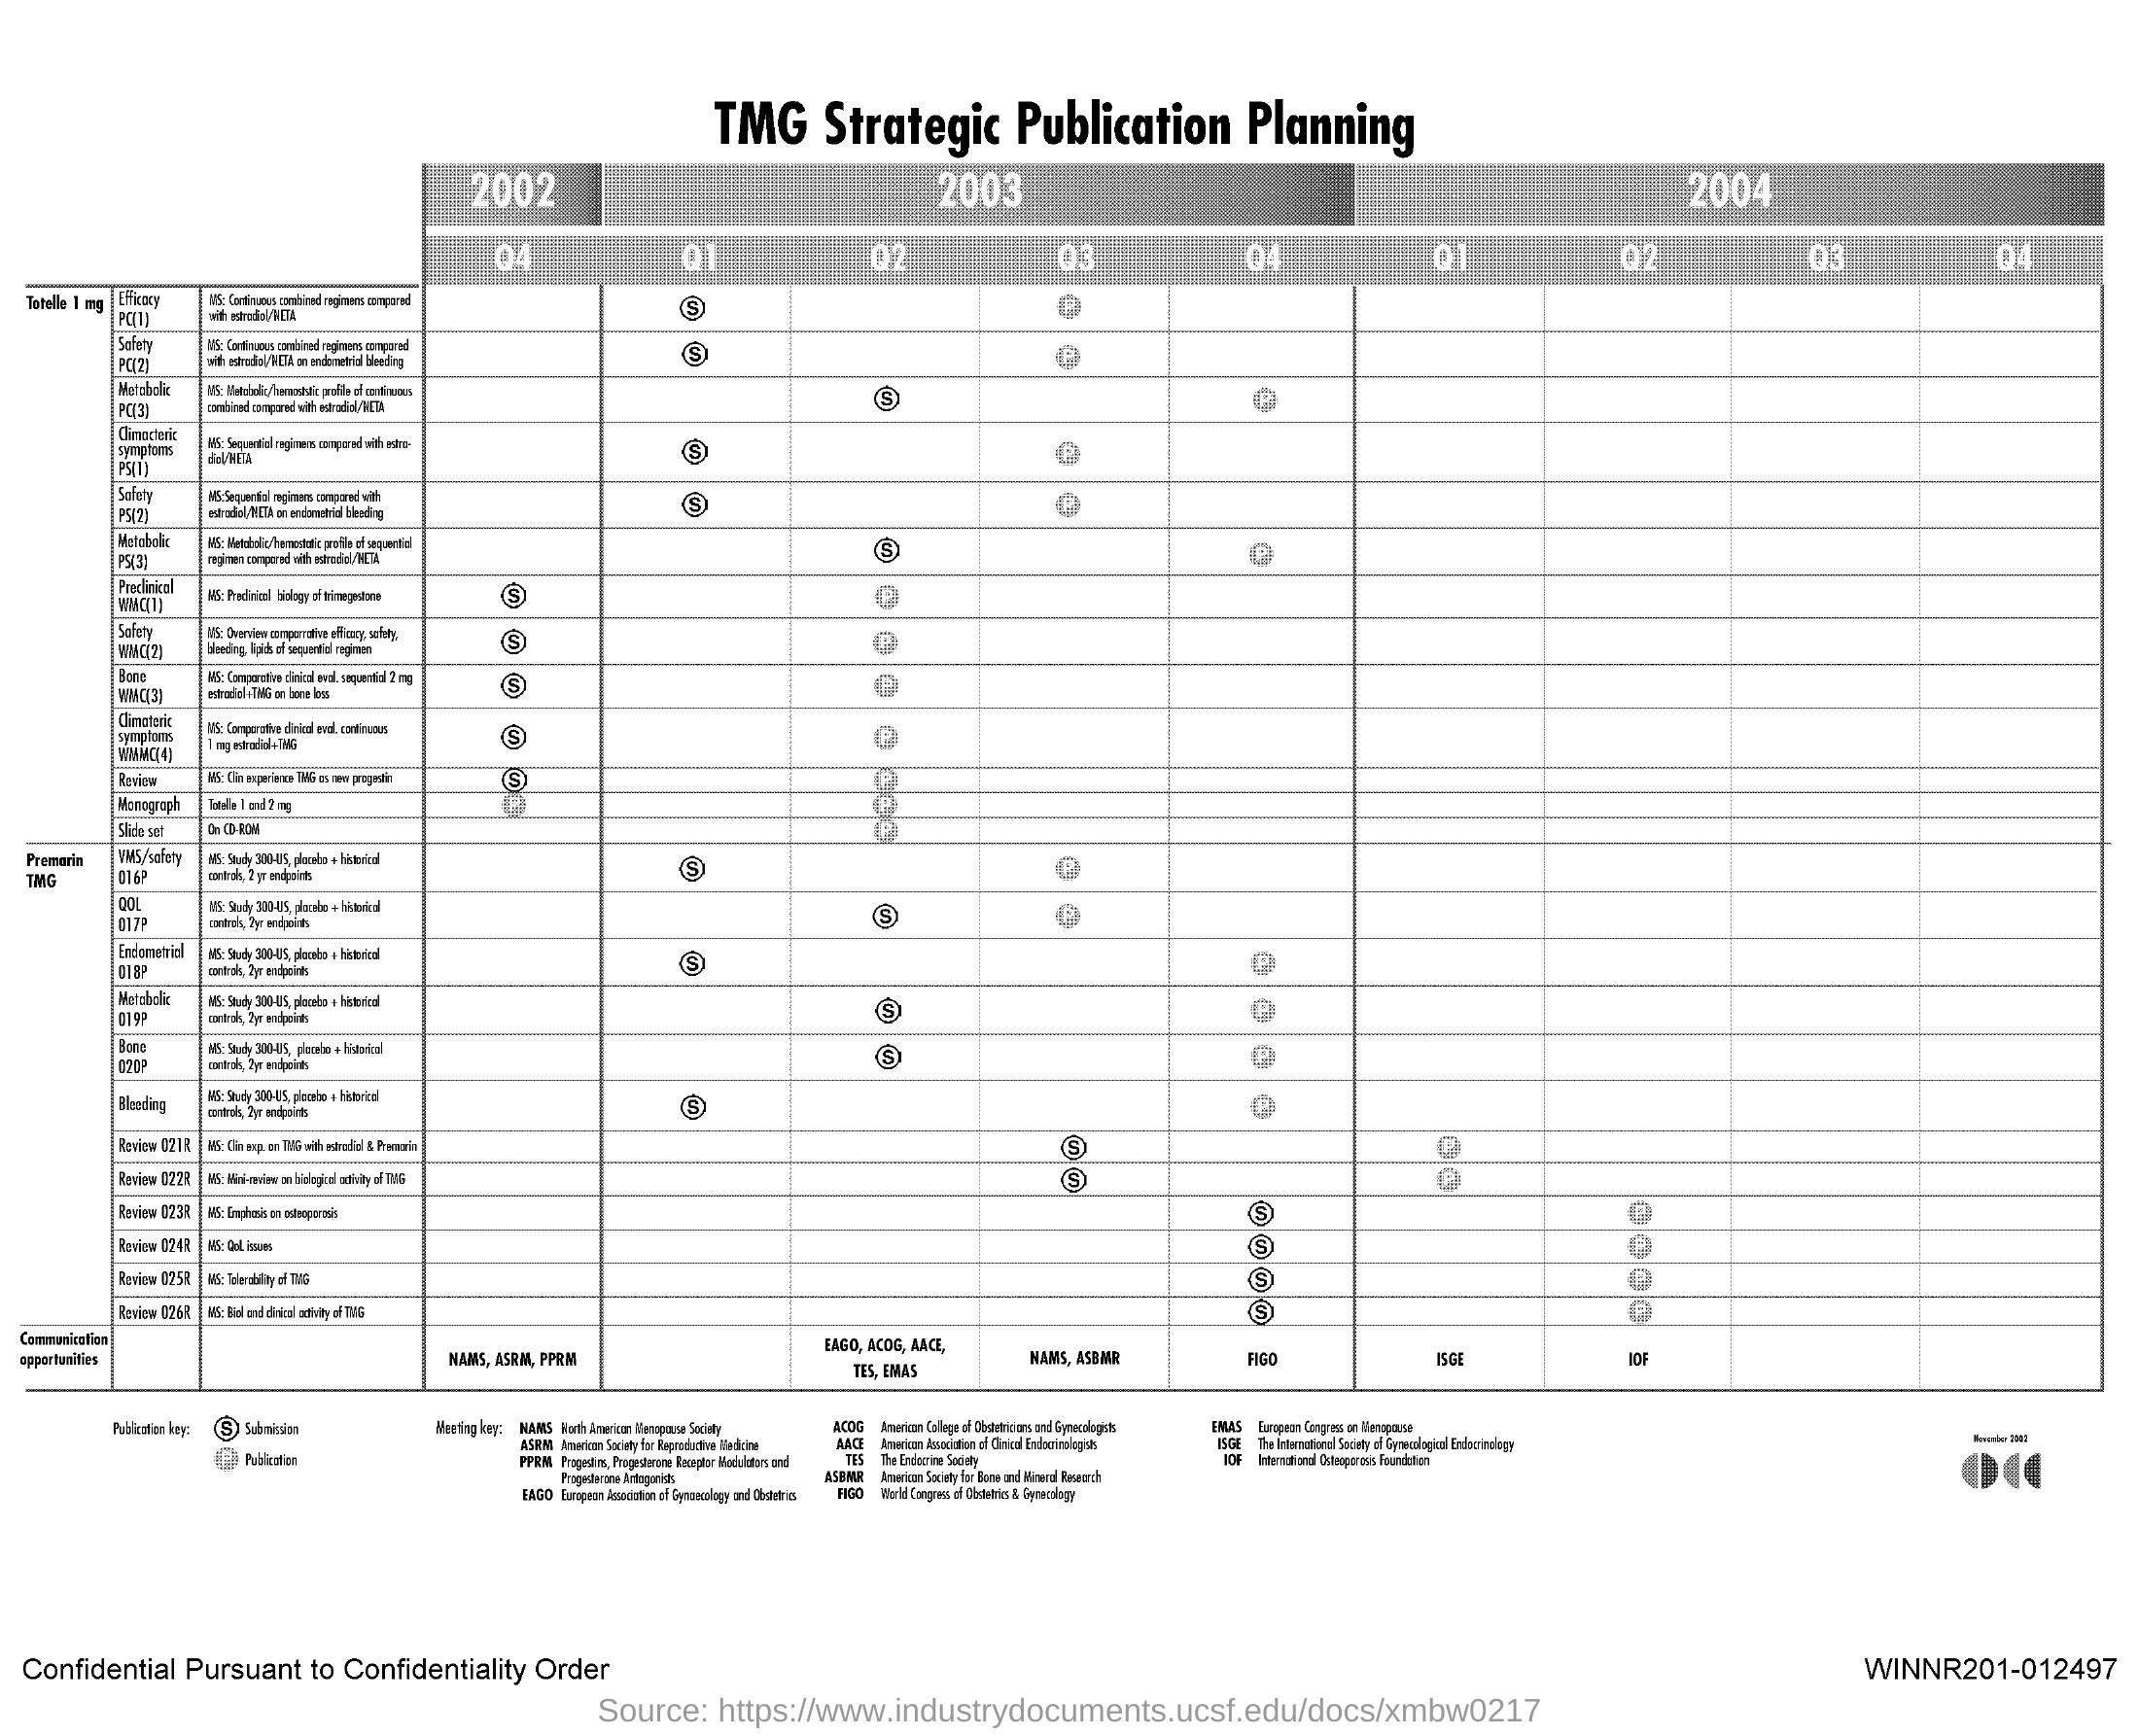 TMG Strategic Publication Planning
2002 2003 2004
Q4 Q1 Q2 Q3 Q4 Q1 Q2 Q3 Q4
Totelle 1 mg
Efficacy
PC(1)
MS: Continuous combined regimens compared
with estradiol/NETA
S P
Safety
PC(2)
MS: Continuous combined regimens compared
with estradiol/NETA on endometrial bleeding
S P
Metabolic
PC(3)
MS: Metabolic/hemoststic profile of continuous
combined compared with estradiol/NETA
S P
Climacteric
symptoms
PS(1)
MS: Sequential regimens compared with estra-
diol/NETA
S P
Safety
PS(2)
MS:Sequential regimens compared with
estradiol/NETA on endometrial bleeding
S P
Metabolic
PS(3)
MS: Metabolic/hemostatic profile of sequential
regimen compared with estradiol/NETA
S P
Preclinical
WMC(1)
MS: Preclinical biology of trimegestone
S P
Safety
WMC(2)
MS: Overview comparrative efficacy, safety,
bleeding, lipids of sequential regimen
S P
Bone
WMC(3)
MS: Comparative clinical eval. sequential 2 mg
estradiol+TMG on bone loss
S P
Climateric
symptoms
WMMC(4)
MS: Comparative clinical eval. continuous
1 mg estradiol+TMG
S P
Review MS: Clin experience TMG as new progestin S P
Monograph Totelle 1 and 2 mg P P
Slide set On CD-ROM P
Premarin
TMG
VMS/safety
016P
MS: Study 300-US, placebo + historical
controls, 2 yr endpoints
S P
QOL
017P
MS: Study 300-US, placebo + historical
controls, 2yr endpoints
S P
Endometrial
018P
MS: Study 300-US, placebo + historical
controls, 2yr endpoints
S P
Metabolic
019P
MS: Study 300-US, placebo + historical
controls, 2yr endpoints
S P
Bone
020P
MS: Study 300-US, placebo + historical
controls, 2yr endpoints
S P
Bleeding
MS: Study 300-US, placebo + historical
controls, 2yr endpoints
S P
Review 021R MS: Clin exp. on TMG with estradiol & Premarin S P
Review 022R MS: Mini-review on biological activity of TMG S P
Review 023R MS: Emphasis on osteoporosis S P
Review 024R MS: QoL issues S P
Review 025R MS: Tolerability of TMG S P
Review 026R MS: Biol and clinical activity of TMG S P
Communication
opportunities
NAMS, ASRM, PPRM
EAGO, ACOG, AACE,
TES, EMAS
NAMS, ASBMR
FIGO
ISGE
IOF
Publication key: S Submission
P Publication
Meeting key: NAMS North American Menopause Society
ASRM American Society for Reproductive Medicine
PPRM Progestins, Progesterone Receptor Modulators and
Progesterone Antagonists
EAGO European Association of Gynaecology and Obstetrics
ACOG American College of Obstetricians and Gynecologists
AACE American Association of Clinical Endocrinologists
TES The Endocrine Society
ASBMR American Society for Bone and Mineral Research
FIGO World Congress of Obstetrics & Gynecology
EMAS European Congress on Menopause
ISGE The International Society of Gynecological Endocrinology
IOF International Osteoporosis Foundation
November 2002
Confidential Pursuant to Confidentiality Order
WINNR201-012497
Source: https://www.industrydocuments.ucsf.edu/docs/xmbw0217